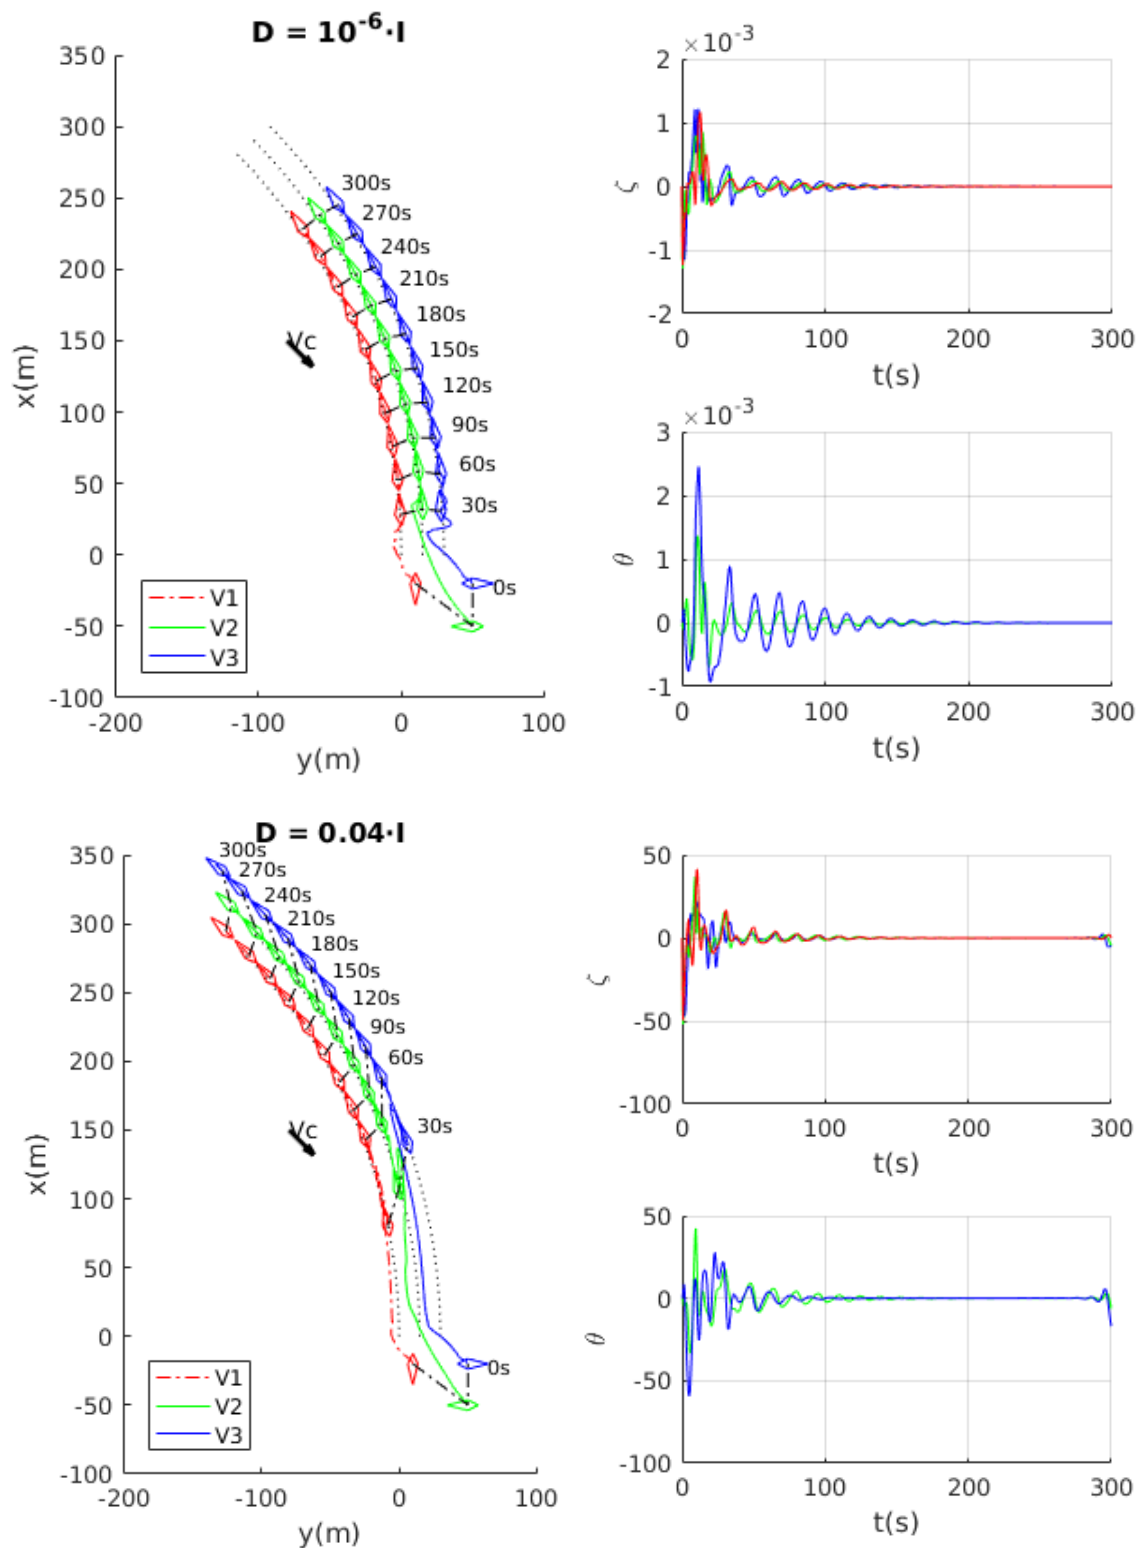 D = 10⁻⁶·I
350
300
250
200
150
100
50
0
-50
-100
x(m)
-200
-100
0
100
y(m)
300s
270s
240s
210s
180s
150s
120s
90s
60s
30s
0s
Vc
V1
V2
V3
×10⁻³
2
1
0
-1
-2
ζ
0
100
200
300
t(s)
×10⁻³
3
2
1
0
-1
θ
0
100
200
300
t(s)
D = 0.04·I
350
300
250
200
150
100
50
0
-50
-100
x(m)
-200
-100
0
100
y(m)
300s
270s
240s
210s
180s
150s
120s
90s
60s
30s
0s
Vc
V1
V2
V3
50
0
-50
-100
ζ
0
100
200
300
t(s)
50
0
-50
-100
θ
0
100
200
300
t(s)